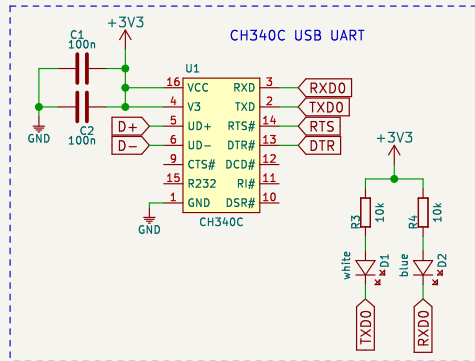 CH340C USB UART
+3V3
C1
100n
C2
100n
GND
U1
16 VCC RXD 3 RXD0
4 V3 TXD 2 TXD0
D+ 5 UD+ RTS# 14 RTS
D- 6 UD- DTR# 13 DTR
9 CTS# DCD# 12
15 R232 RI# 11
1 GND DSR# 10
CH340C
GND
+3V3
R3 10k
R4 10k
white D1
blue D2
TXD0
RXD0